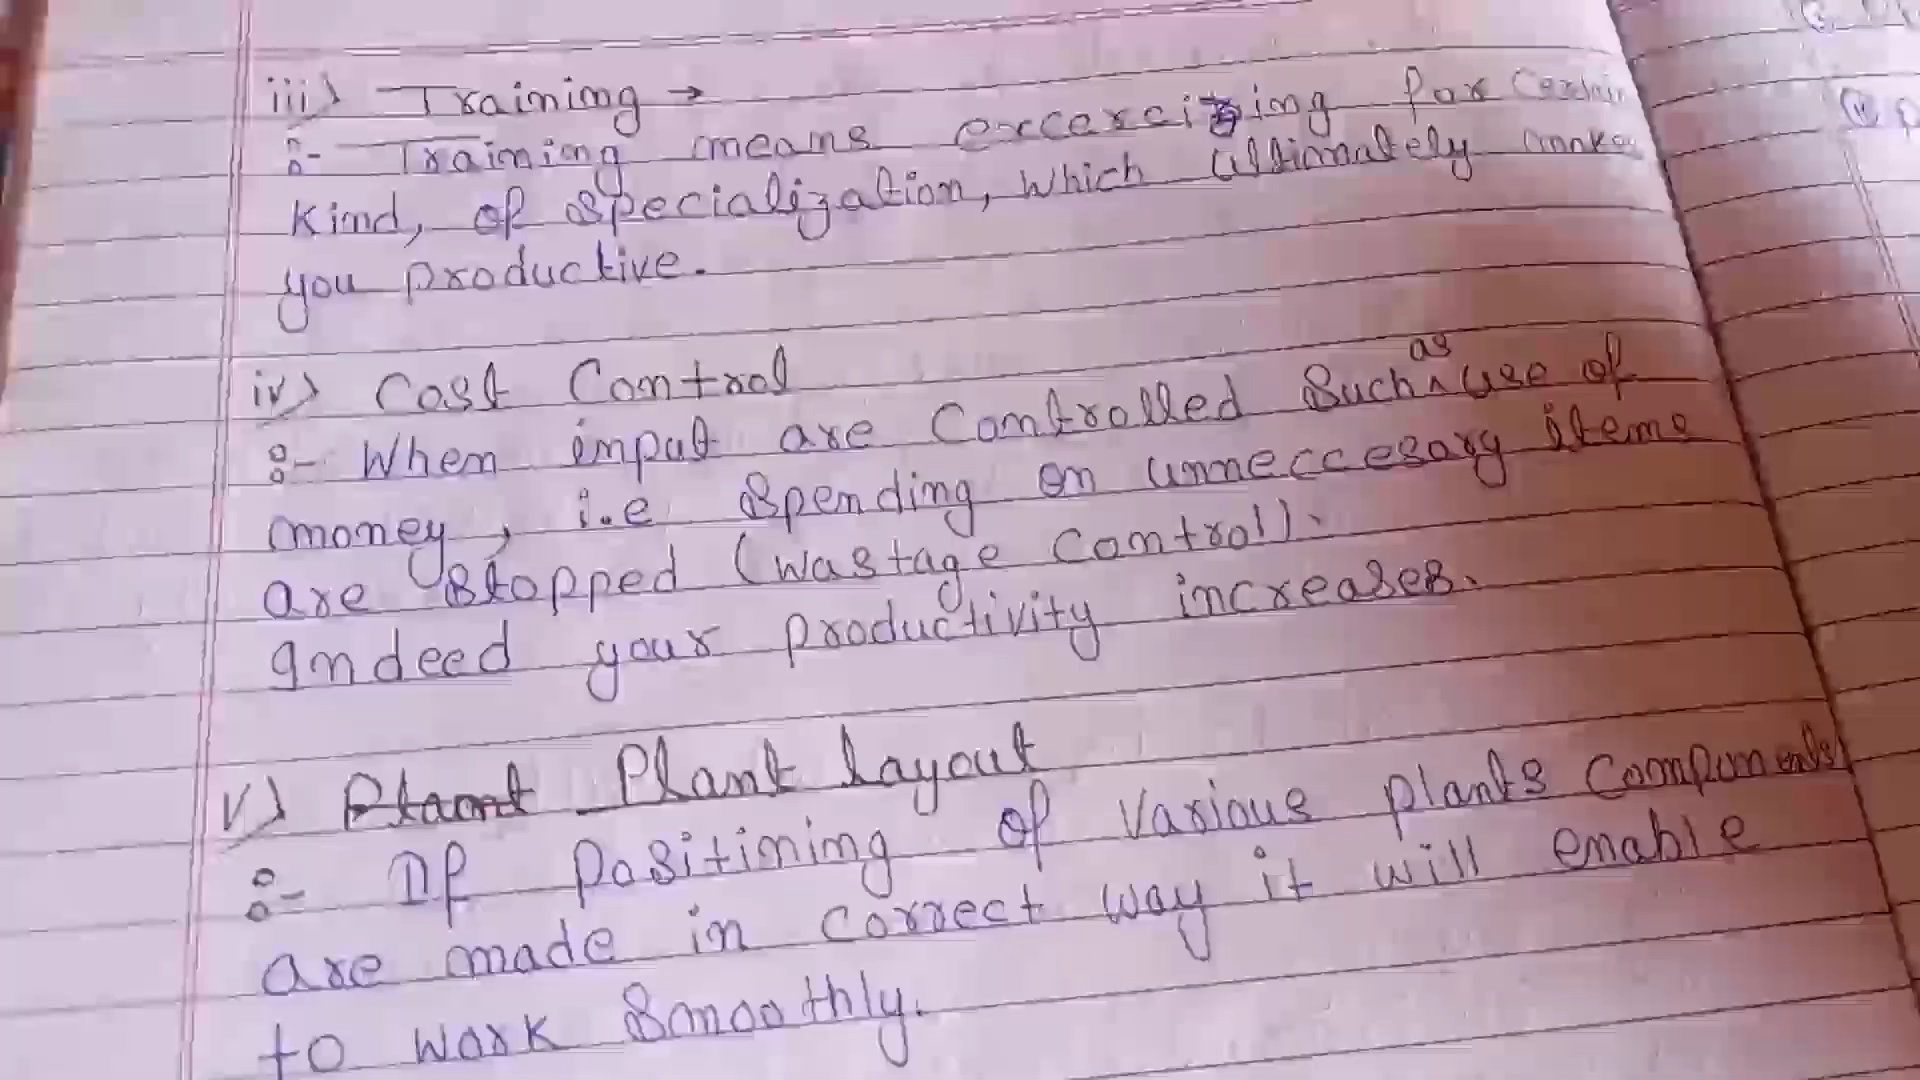 iii) Training →
:- Training means excercising for Certain
Kind, of specialization, which ultimately makes
you productive.
iv) Cost Control
:- When input are Controlled Such as use of
money, i.e spending on unneccesary items
are stopped (wastage control).
Indeed your productivity increases.
v) Plant Plant Layout
:- If Positining of various plants Componments
are made in correct way it will enable
to work smoothly.